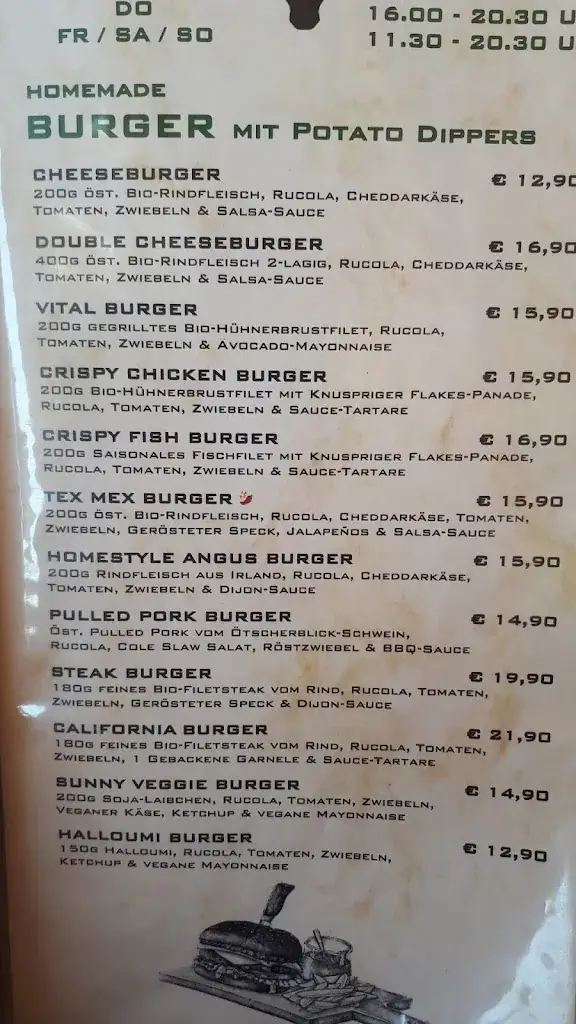 DO
16.00 - 20.30 U
FR / SA / SO
11.30 - 20.30 U
HOMEMADE
BURGER MIT POTATO DIPPERS
CHEESEBURGER € 12,90
200G ÖST. BIO-RINDFLEISCH, RUCOLA, CHEDDARKÄSE,
TOMATEN, ZWIEBELN & SALSA-SAUCE
DOUBLE CHEESEBURGER € 16,90
400G ÖST. BIO-RINDFLEISCH 2-LAGIG, RUCOLA, CHEDDARKÄSE,
TOMATEN, ZWIEBELN & SALSA-SAUCE
VITAL BURGER € 15,90
200G GEGRILLTES BIO-HÜHNERBRUSTFILET, RUCOLA,
TOMATEN, ZWIEBELN & AVOCADO-MAYONNAISE
CRISPY CHICKEN BURGER € 15,90
200G BIO-HÜHNERBRUSTFILET MIT KNUSPRIGER FLAKES-PANADE,
RUCOLA, TOMATEN, ZWIEBELN & SAUCE-TARTARE
CRISPY FISH BURGER € 16,90
200G SAISONALES FISCHFILET MIT KNUSPRIGER FLAKES-PANADE,
RUCOLA, TOMATEN, ZWIEBELN & SAUCE-TARTARE
TEX MEX BURGER € 15,90
200G ÖST. BIO-RINDFLEISCH, RUCOLA, CHEDDARKÄSE, TOMATEN,
ZWIEBELN, GERÖSTETER SPECK, JALAPEÑOS & SALSA-SAUCE
HOMESTYLE ANGUS BURGER € 15,90
200G RINDFLEISCH AUS IRLAND, RUCOLA, CHEDDARKÄSE,
TOMATEN, ZWIEBELN & DIJON-SAUCE
PULLED PORK BURGER € 14,90
ÖST. PULLED PORK VOM ÖTSCHERBLICK-SCHWEIN,
RUCOLA, COLE SLAW SALAT, RÖSTZWIEBEL & BBQ-SAUCE
STEAK BURGER € 19,90
180G FEINES BIO-FILETSTEAK VOM RIND, RUCOLA, TOMATEN,
ZWIEBELN, GERÖSTETER SPECK & DIJON-SAUCE
CALIFORNIA BURGER € 21,90
180G FEINES BIO-FILETSTEAK VOM RIND, RUCOLA, TOMATEN,
ZWIEBELN, 1 GEBACKENE GARNELE & SAUCE-TARTARE
SUNNY VEGGIE BURGER € 14,90
200G SOJA-LAIBCHEN, RUCOLA, TOMATEN, ZWIEBELN,
VEGANER KÄSE, KETCHUP & VEGANE MAYONNAISE
HALLOUMI BURGER € 12,90
150G HALLOUMI, RUCOLA, TOMATEN, ZWIEBELN,
KETCHUP & VEGANE MAYONNAISE